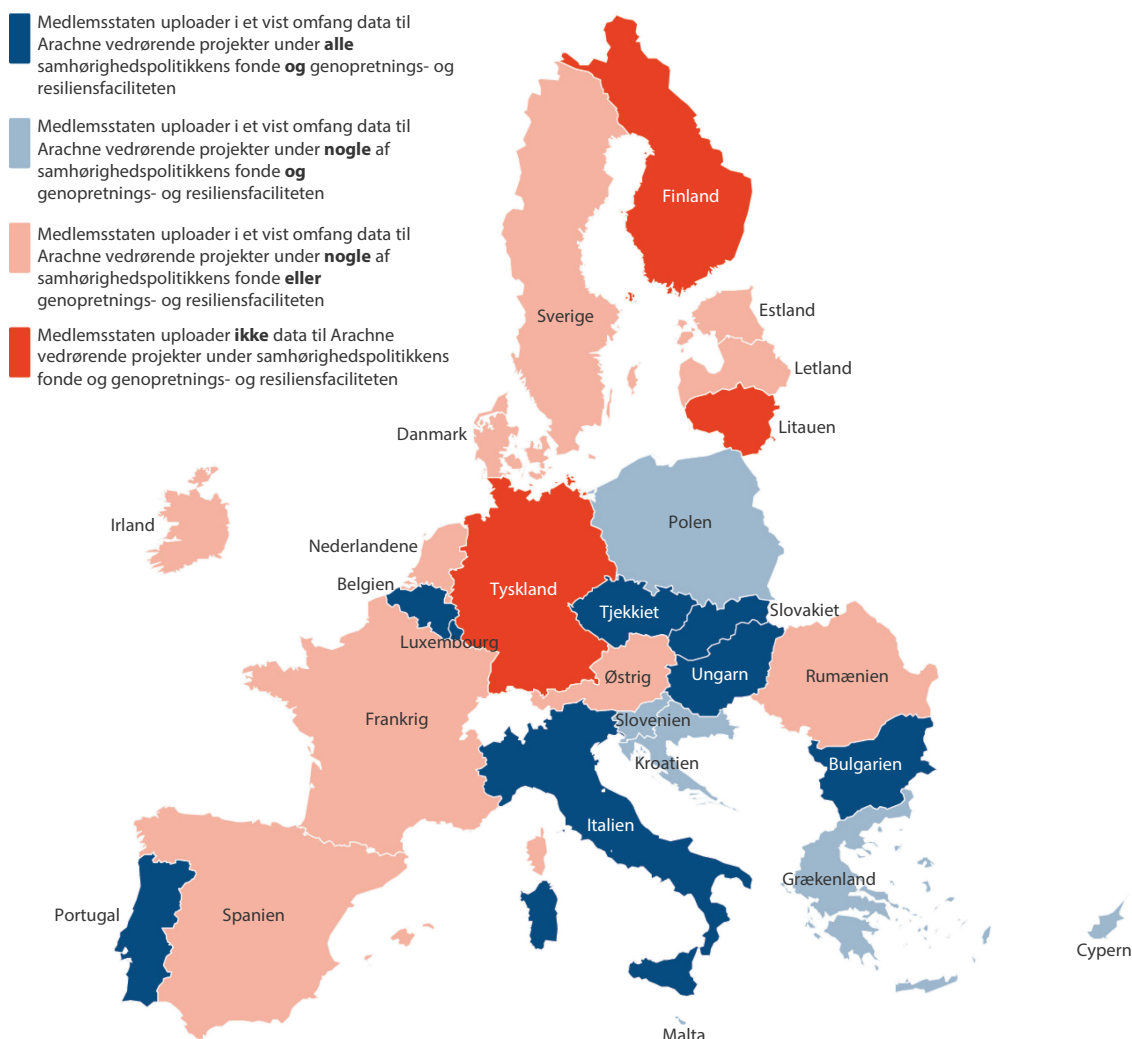 Medlemsstaten uploader i et vist omfang data til
Arachne vedrørende projekter under alle
samhørighedspolitikkens fonde og genopretnings- og
resiliensfaciliteten
Medlemsstaten uploader i et vist omfang data til
Arachne vedrørende projekter under nogle af
samhørighedspolitikkens fonde og
genopretnings- og resiliensfaciliteten
Medlemsstaten uploader i et vist omfang data til
Arachne vedrørende projekter under nogle af
samhørighedspolitikkens fonde eller
genopretnings- og resiliensfaciliteten
Medlemsstaten uploader ikke data til Arachne
vedrørende projekter under samhørighedspolitikkens
fonde og genopretnings- og resiliensfaciliteten
Finland
Sverige
Estland
Letland
Litauen
Danmark
Irland
Polen
Nederlandene
Belgien
Tyskland
Tjekkiet
Slovakiet
Luxembourg
Ungarn
Østrig
Rumænien
Frankrig
Slovenien
Kroatien
Bulgarien
Italien
Grækenland
Portugal
Spanien
Cypern
Malta